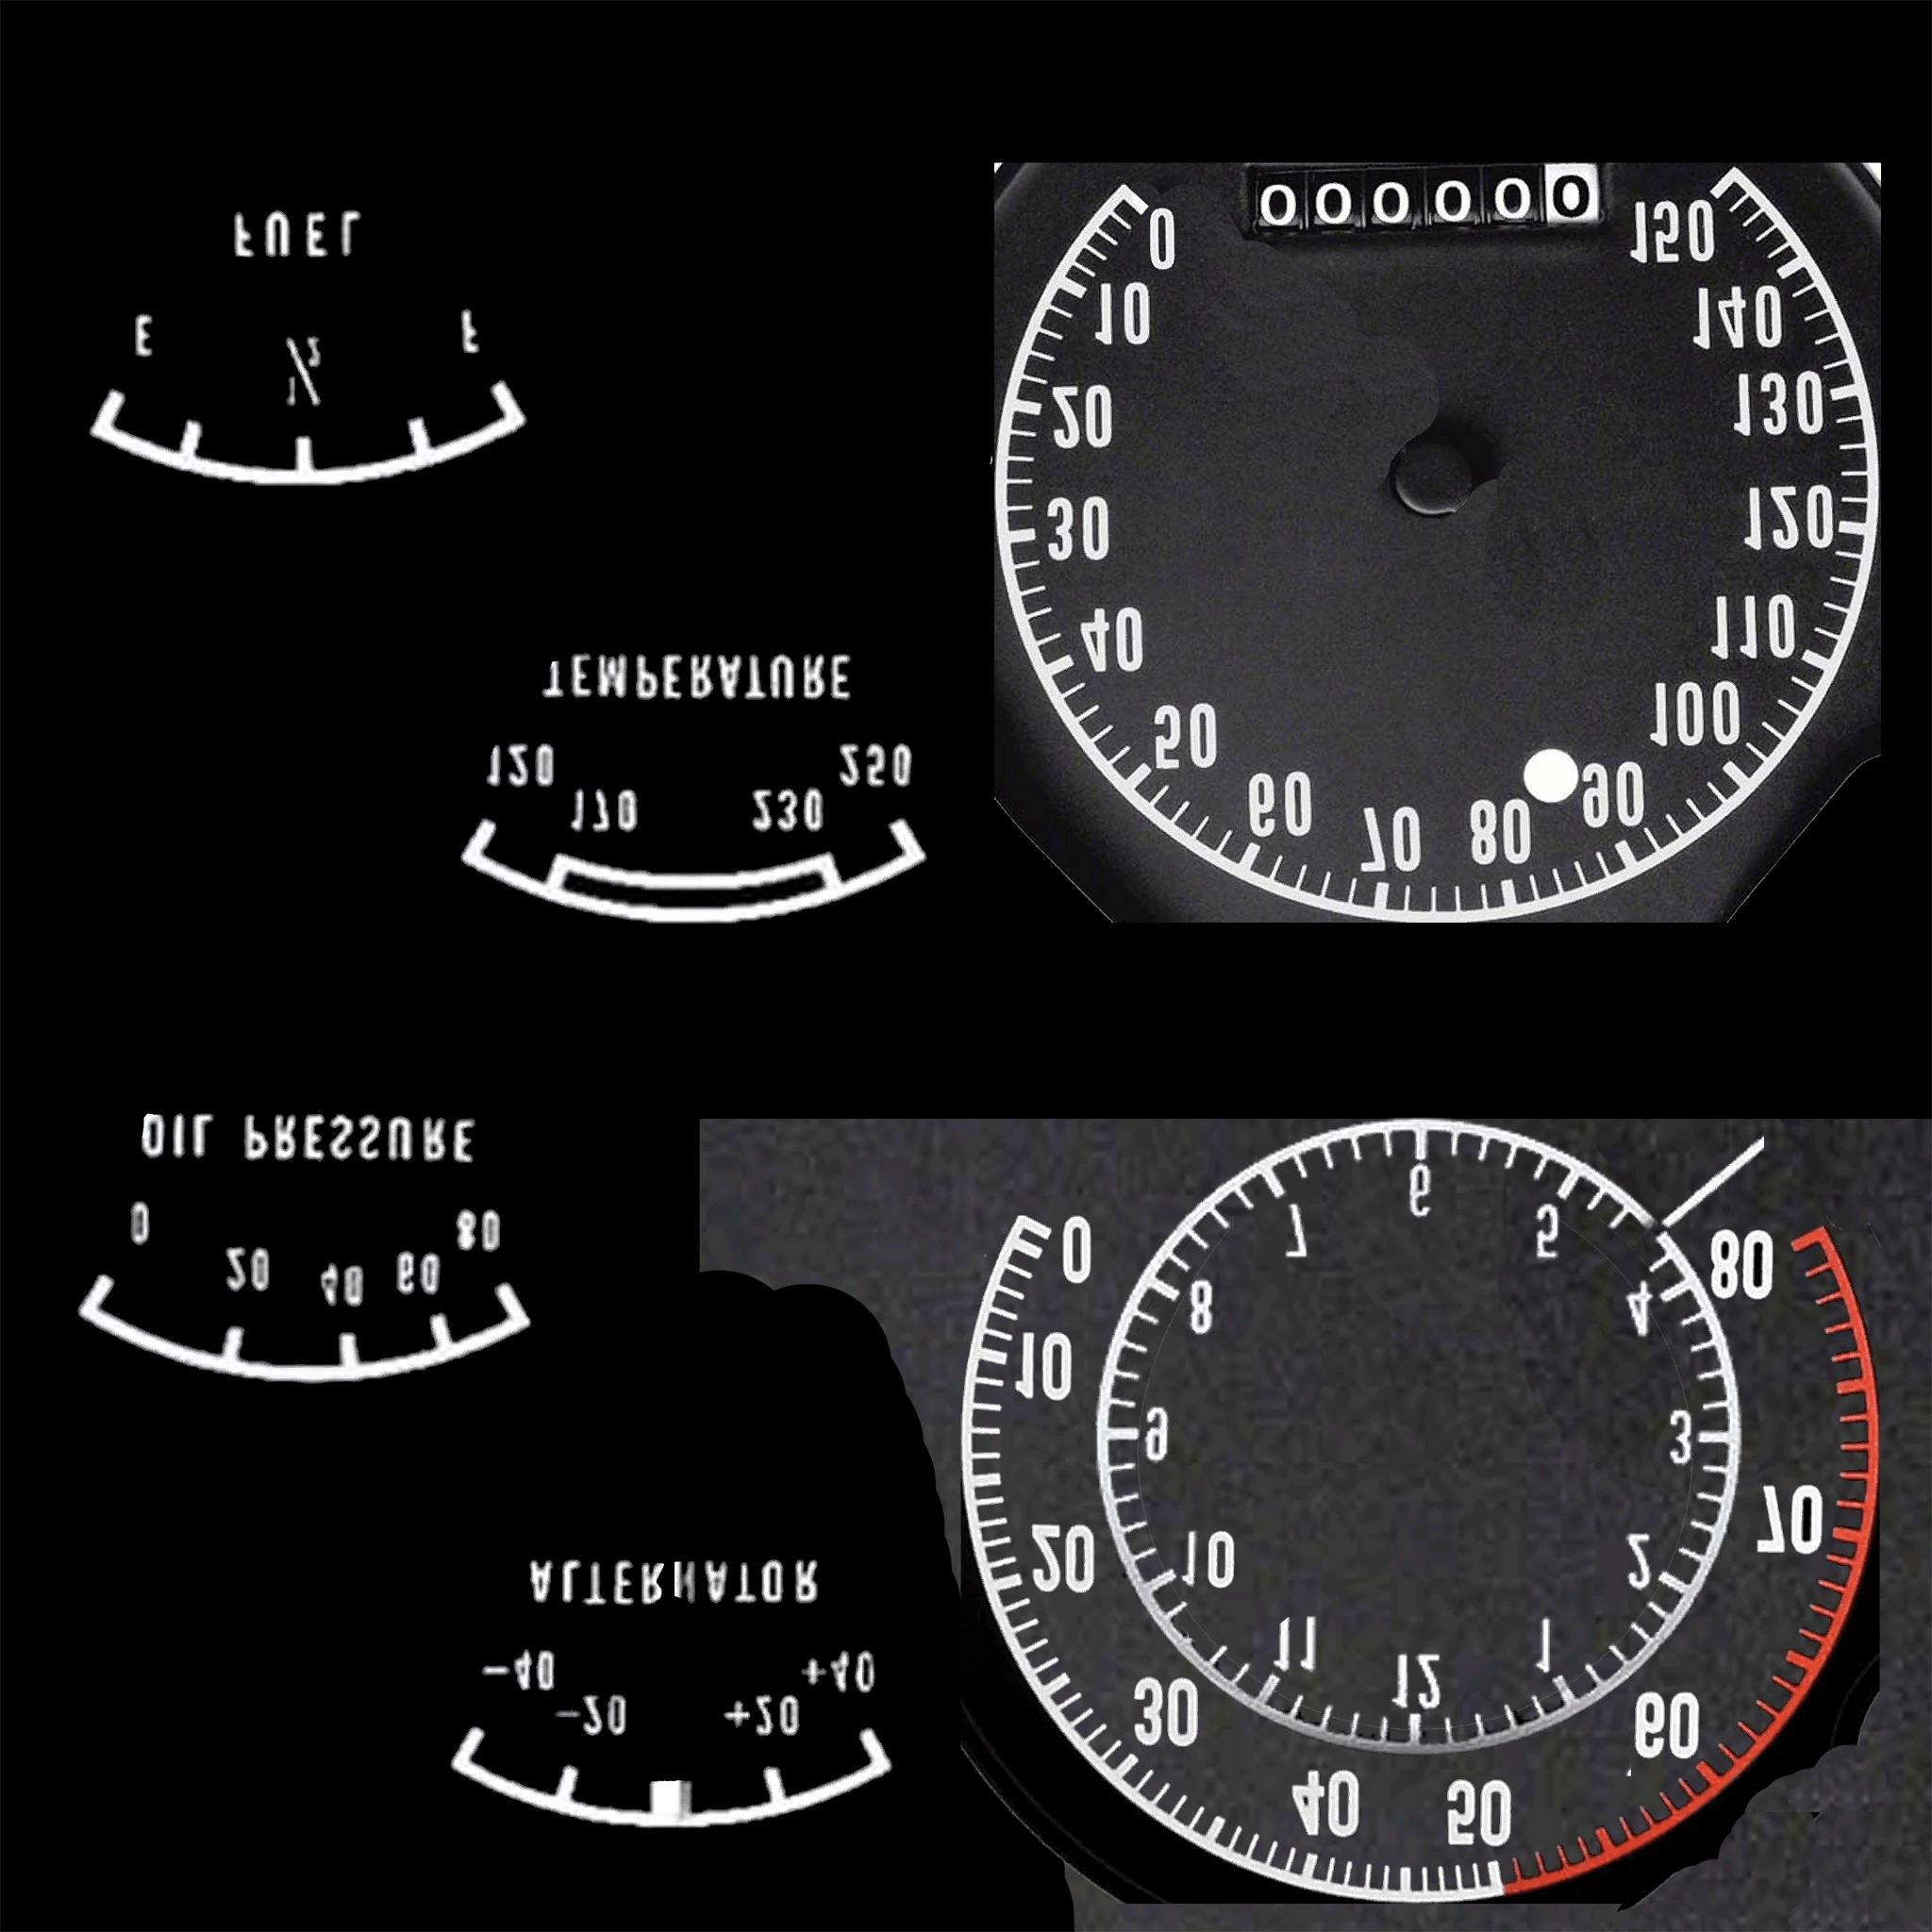 FUEL
E 1/2 F
TEMPERATURE
120 170 230 250
OIL PRESSURE
0 20 40 60 80
ALTERNATOR
-40 -20 +20 +40
000000
0 10 20 30 40 50 60 70 80 90 100 110 120 130 140 150
0 10 20 30 40 50 60 70 80
12 1 2 3 4 5 6 7 8 9 10 11